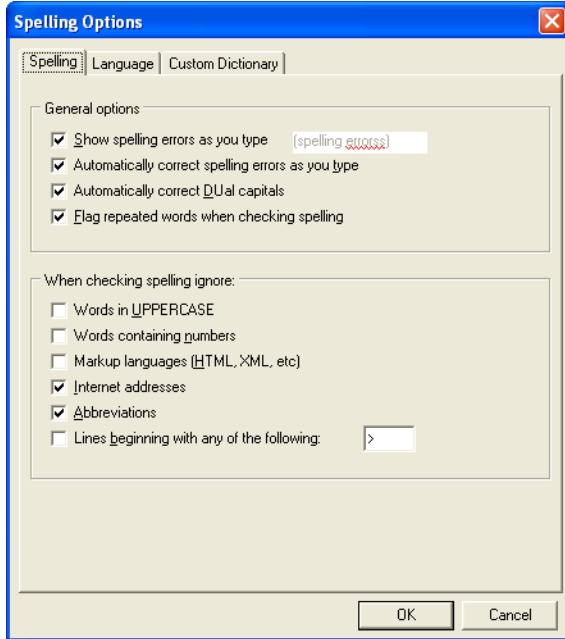 Spelling Options
Spelling Language Custom Dictionary
General options
Show spelling errors as you type (spelling errorss)
Automatically correct spelling errors as you type
Automatically correct DUal capitals
Flag repeated words when checking spelling
When checking spelling ignore:
Words in UPPERCASE
Words containing numbers
Markup languages (HTML, XML, etc)
Internet addresses
Abbreviations
Lines beginning with any of the following: >
OK Cancel